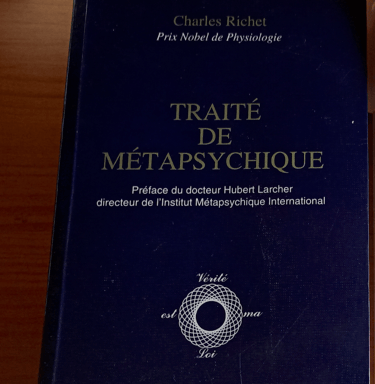 Charles Richet
Prix Nobel de Physiologie
TRAITÉ
DE
MÉTAPSYCHIQUE
Préface du docteur Hubert Larcher
directeur de l'Institut Métapsychique International
Vérité
est ma
Loi